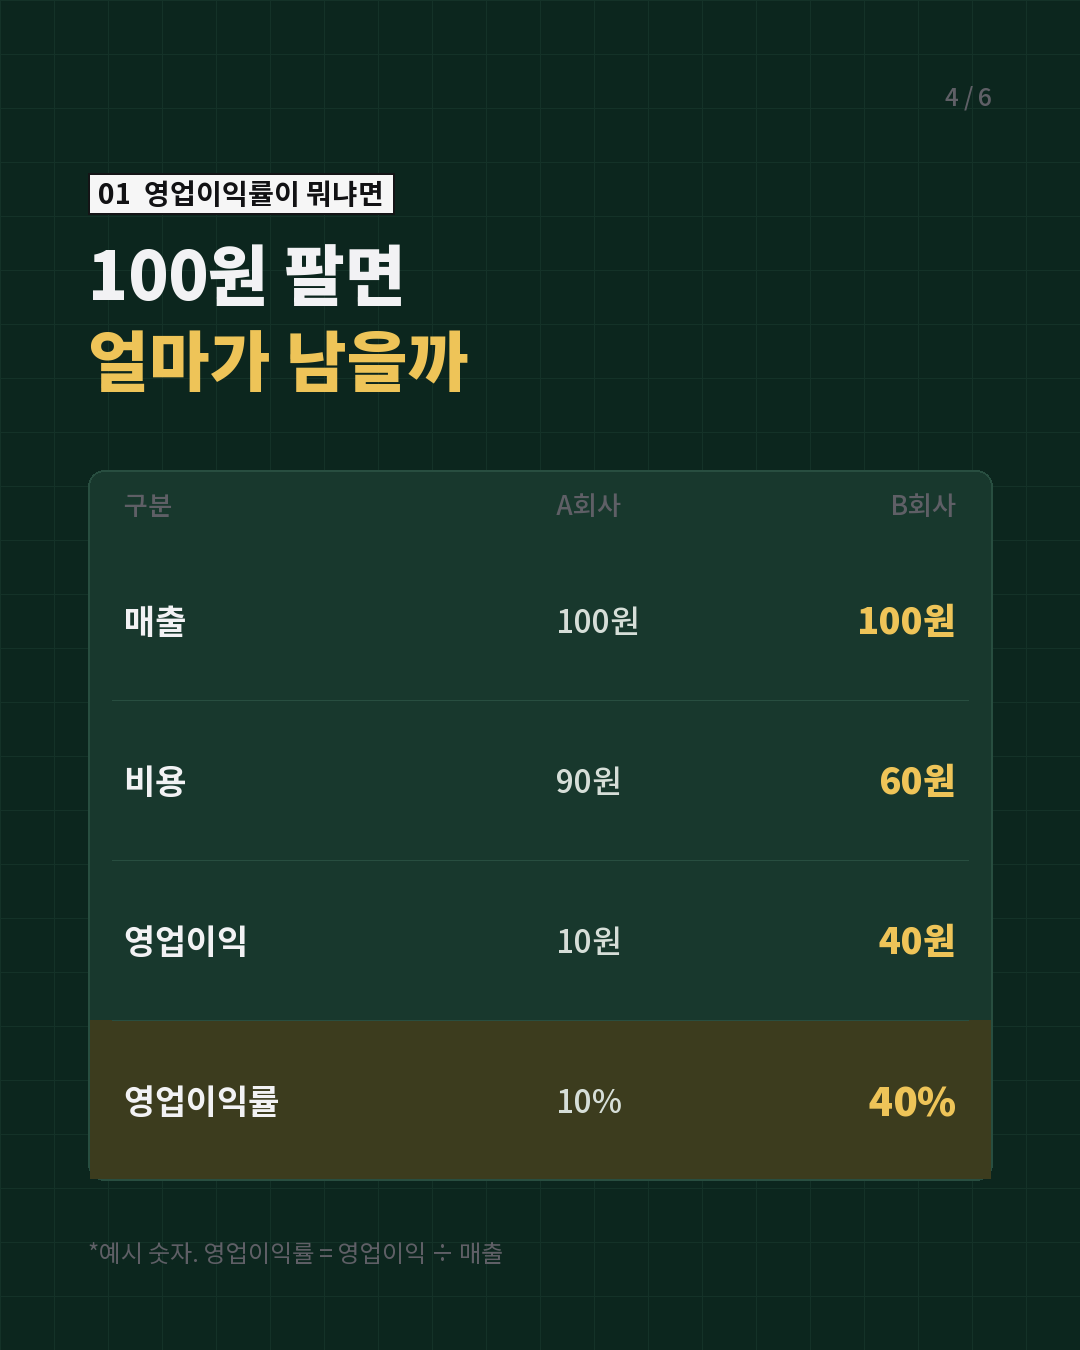 4 / 6
01 영업이익률이 뭐냐면
100원 팔면
얼마가 남을까
구분 A회사 B회사
매출 100원 100원
비용 90원 60원
영업이익 10원 40원
영업이익률 10% 40%
*예시 숫자. 영업이익률 = 영업이익 ÷ 매출